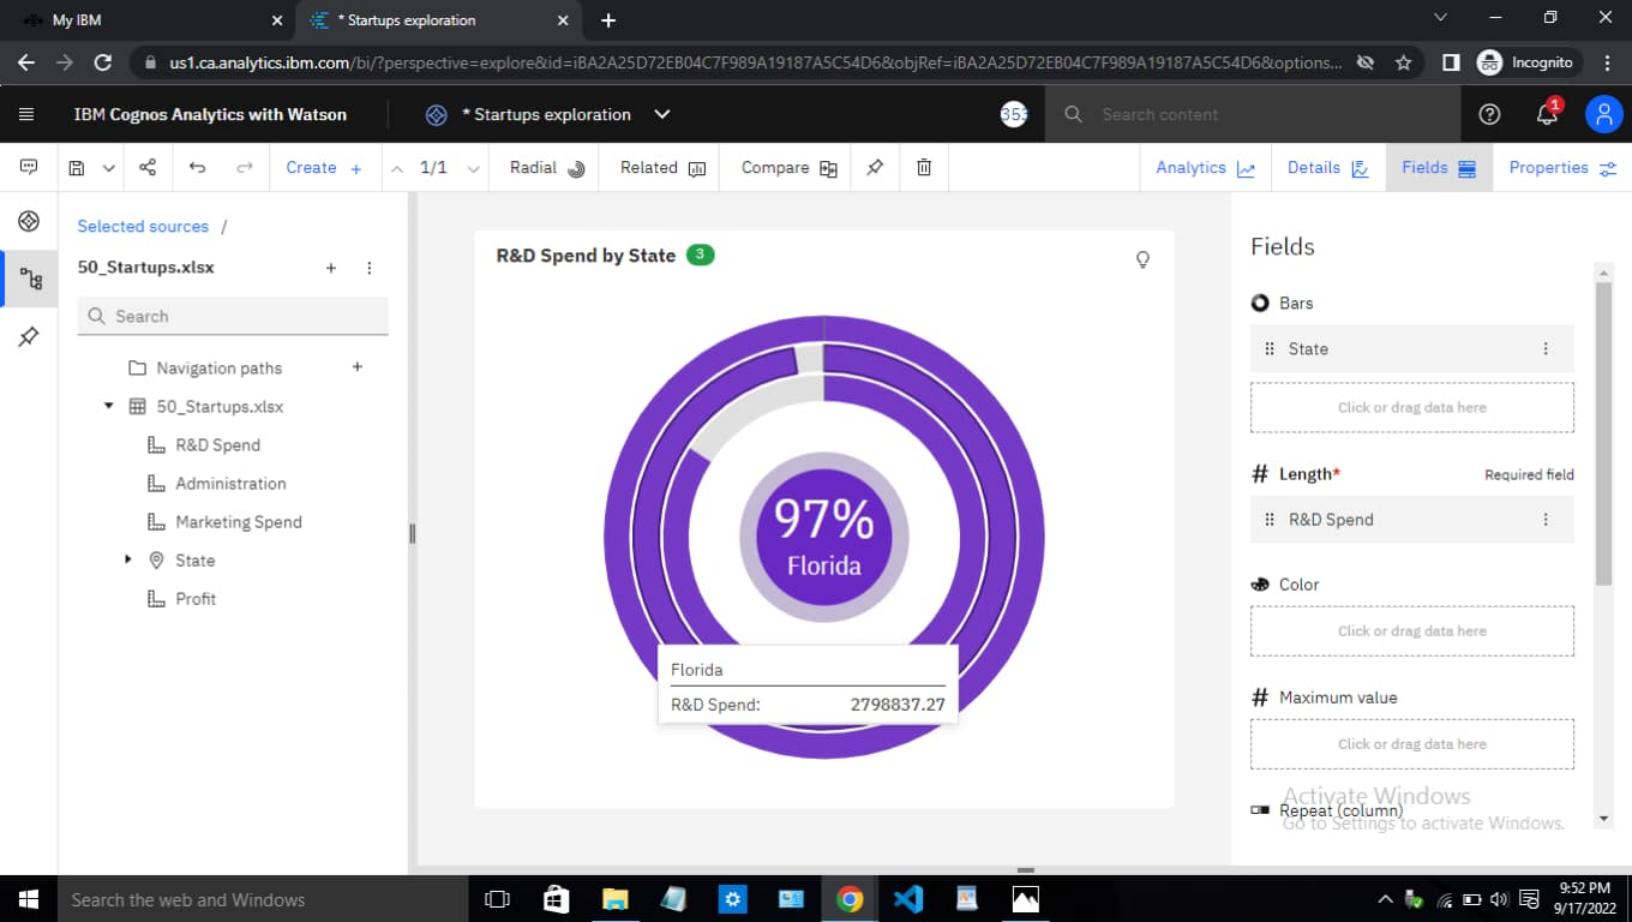 My IBM
* Startups exploration
us1.ca.analytics.ibm.com/bi/?perspective=explore&id=iBA2A25D72EB04C7F989A19187A5C54D6&objRef=iBA2A25D72EB04C7F989A19187A5C54D6&options...
Incognito
IBM Cognos Analytics with Watson
* Startups exploration
353
Search content
1
Create +
1/1
Radial
Related
Compare
Analytics
Details
Fields
Properties
Selected sources /
50_Startups.xlsx
Search
Navigation paths
50_Startups.xlsx
R&D Spend
Administration
Marketing Spend
State
Profit
R&D Spend by State 3
97%
Florida
Florida
R&D Spend: 2798837.27
Fields
Bars
State
Click or drag data here
# Length* Required field
R&D Spend
Color
Click or drag data here
# Maximum value
Click or drag data here
Repeat (column)
Activate Windows
Go to Settings to activate Windows.
Search the web and Windows
9:52 PM
9/17/2022